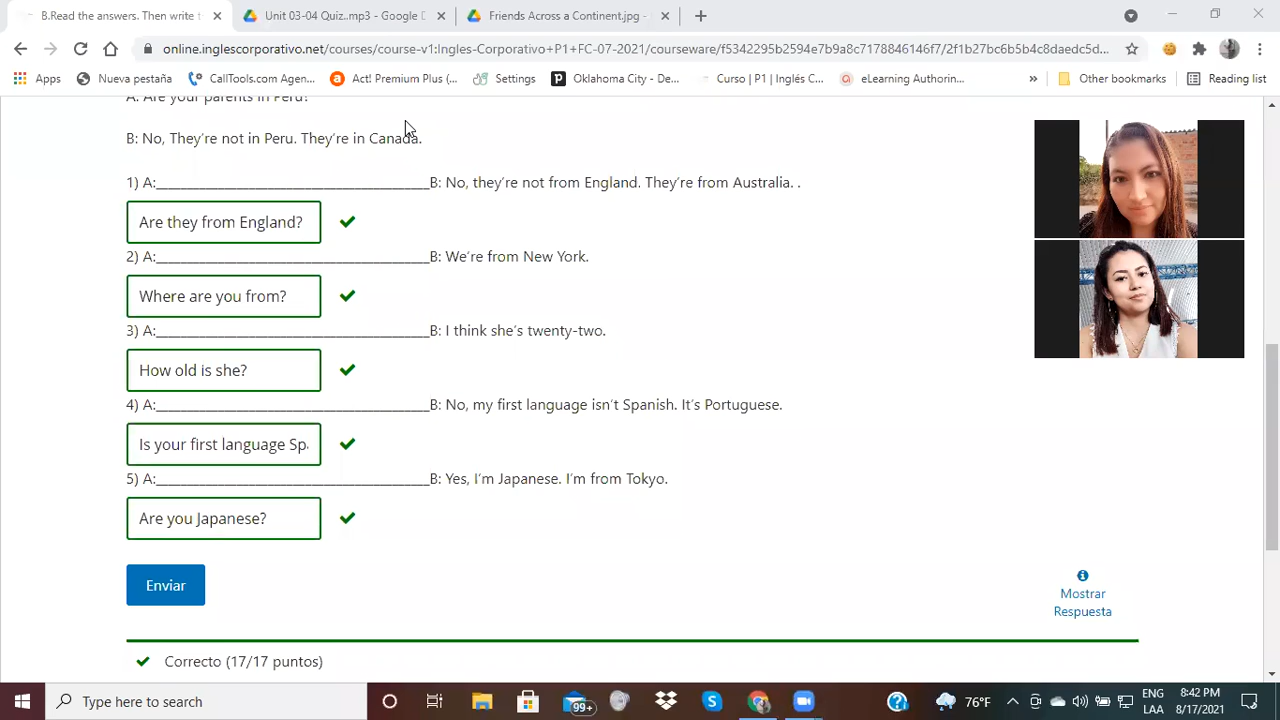 B.Read the answers. Then write t
Unit 03-04 Quiz..mp3 - Google D
Friends Across a Continent.jpg -
online.inglescorporativo.net/courses/course-v1:Ingles-Corporativo+P1+FC-07-2021/courseware/f5342295b2594e7b9a8c7178846146f7/2f1b27bc6b5b4c8daedc5d...
Apps Nueva pestaña CallTools.com Agen... Act! Premium Plus (... Settings Oklahoma City - De... Curso | P1 | Inglés C... eLearning Authorin... » Other bookmarks Reading list
A: Are your parents in Peru?
B: No, They're not in Peru. They're in Canada.
1) A:______________________________________B: No, they're not from England. They're from Australia. .
Are they from England?
2) A:______________________________________B: We're from New York.
Where are you from?
3) A:______________________________________B: I think she's twenty-two.
How old is she?
4) A:______________________________________B: No, my first language isn't Spanish. It's Portuguese.
Is your first language Sp
5) A:______________________________________B: Yes, I'm Japanese. I'm from Tokyo.
Are you Japanese?
Enviar
Mostrar
Respuesta
Correcto (17/17 puntos)
Type here to search
99+
76°F
ENG
LAA
8:42 PM
8/17/2021